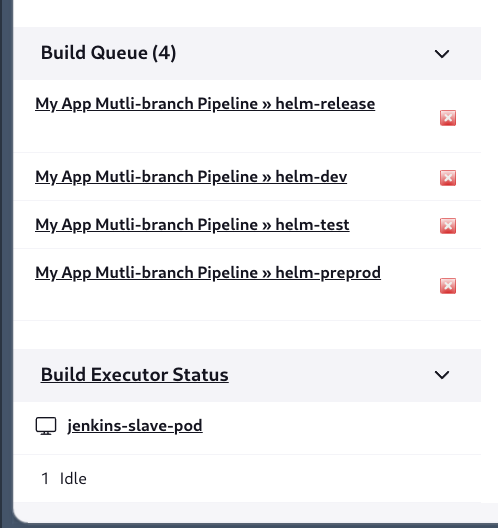 Build Queue (4)
My App Mutli-branch Pipeline » helm-release
My App Mutli-branch Pipeline » helm-dev
My App Mutli-branch Pipeline » helm-test
My App Mutli-branch Pipeline » helm-preprod
Build Executor Status
jenkins-slave-pod
1 Idle